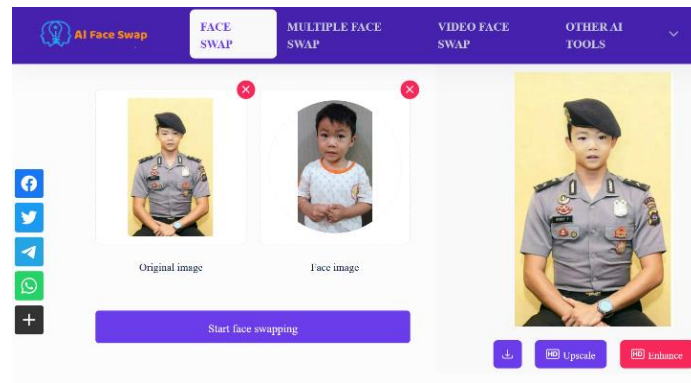 AI Face Swap
FACE
SWAP
MULTIPLE FACE
SWAP
VIDEO FACE
SWAP
OTHER AI
TOOLS
Original image
Face image
Start face swapping
HD Upscale
HD Enhance